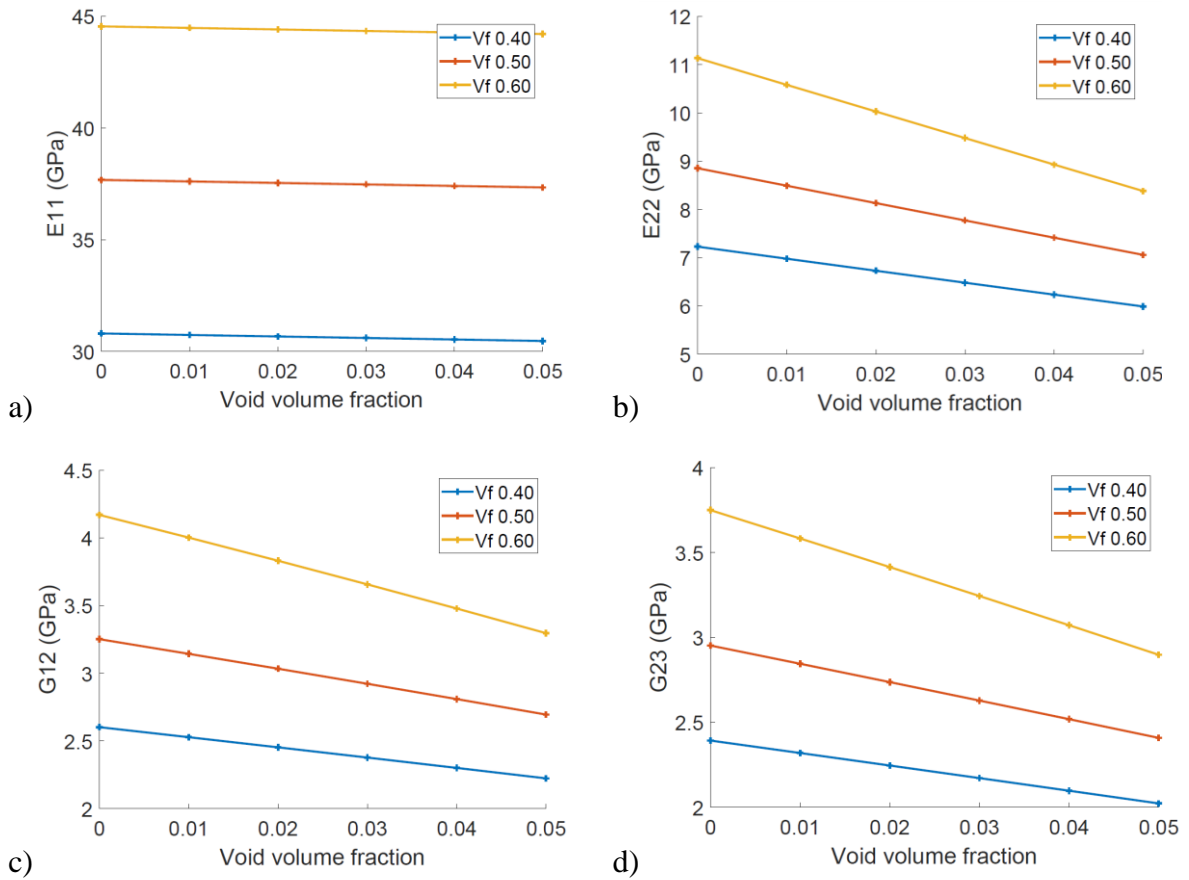 45
40
35
30
E11 (GPa)
Vf 0.40
Vf 0.50
Vf 0.60
0 0.01 0.02 0.03 0.04 0.05
Void volume fraction
a)
12
11
10
9
8
7
6
5
E22 (GPa)
Vf 0.40
Vf 0.50
Vf 0.60
0 0.01 0.02 0.03 0.04 0.05
Void volume fraction
b)
4.5
4
3.5
3
2.5
2
G12 (GPa)
Vf 0.40
Vf 0.50
Vf 0.60
0 0.01 0.02 0.03 0.04 0.05
Void volume fraction
c)
4
3.5
3
2.5
2
G23 (GPa)
Vf 0.40
Vf 0.50
Vf 0.60
0 0.01 0.02 0.03 0.04 0.05
Void volume fraction
d)